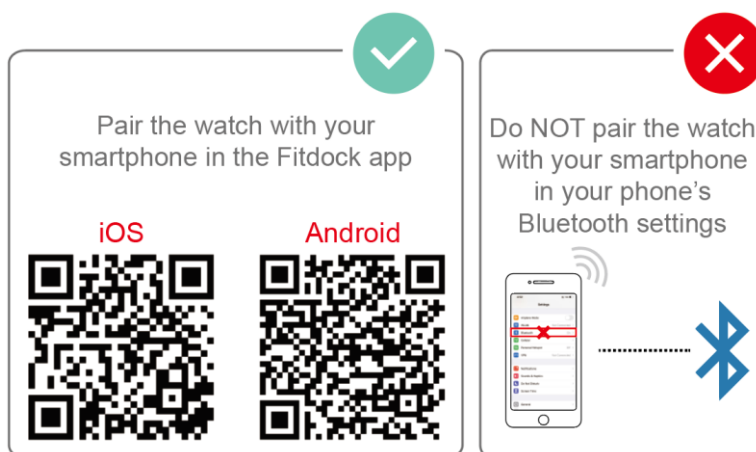 Pair the watch with your
smartphone in the Fitdock app
iOS
Android
Do NOT pair the watch
with your smartphone
in your phone's
Bluetooth settings
Settings